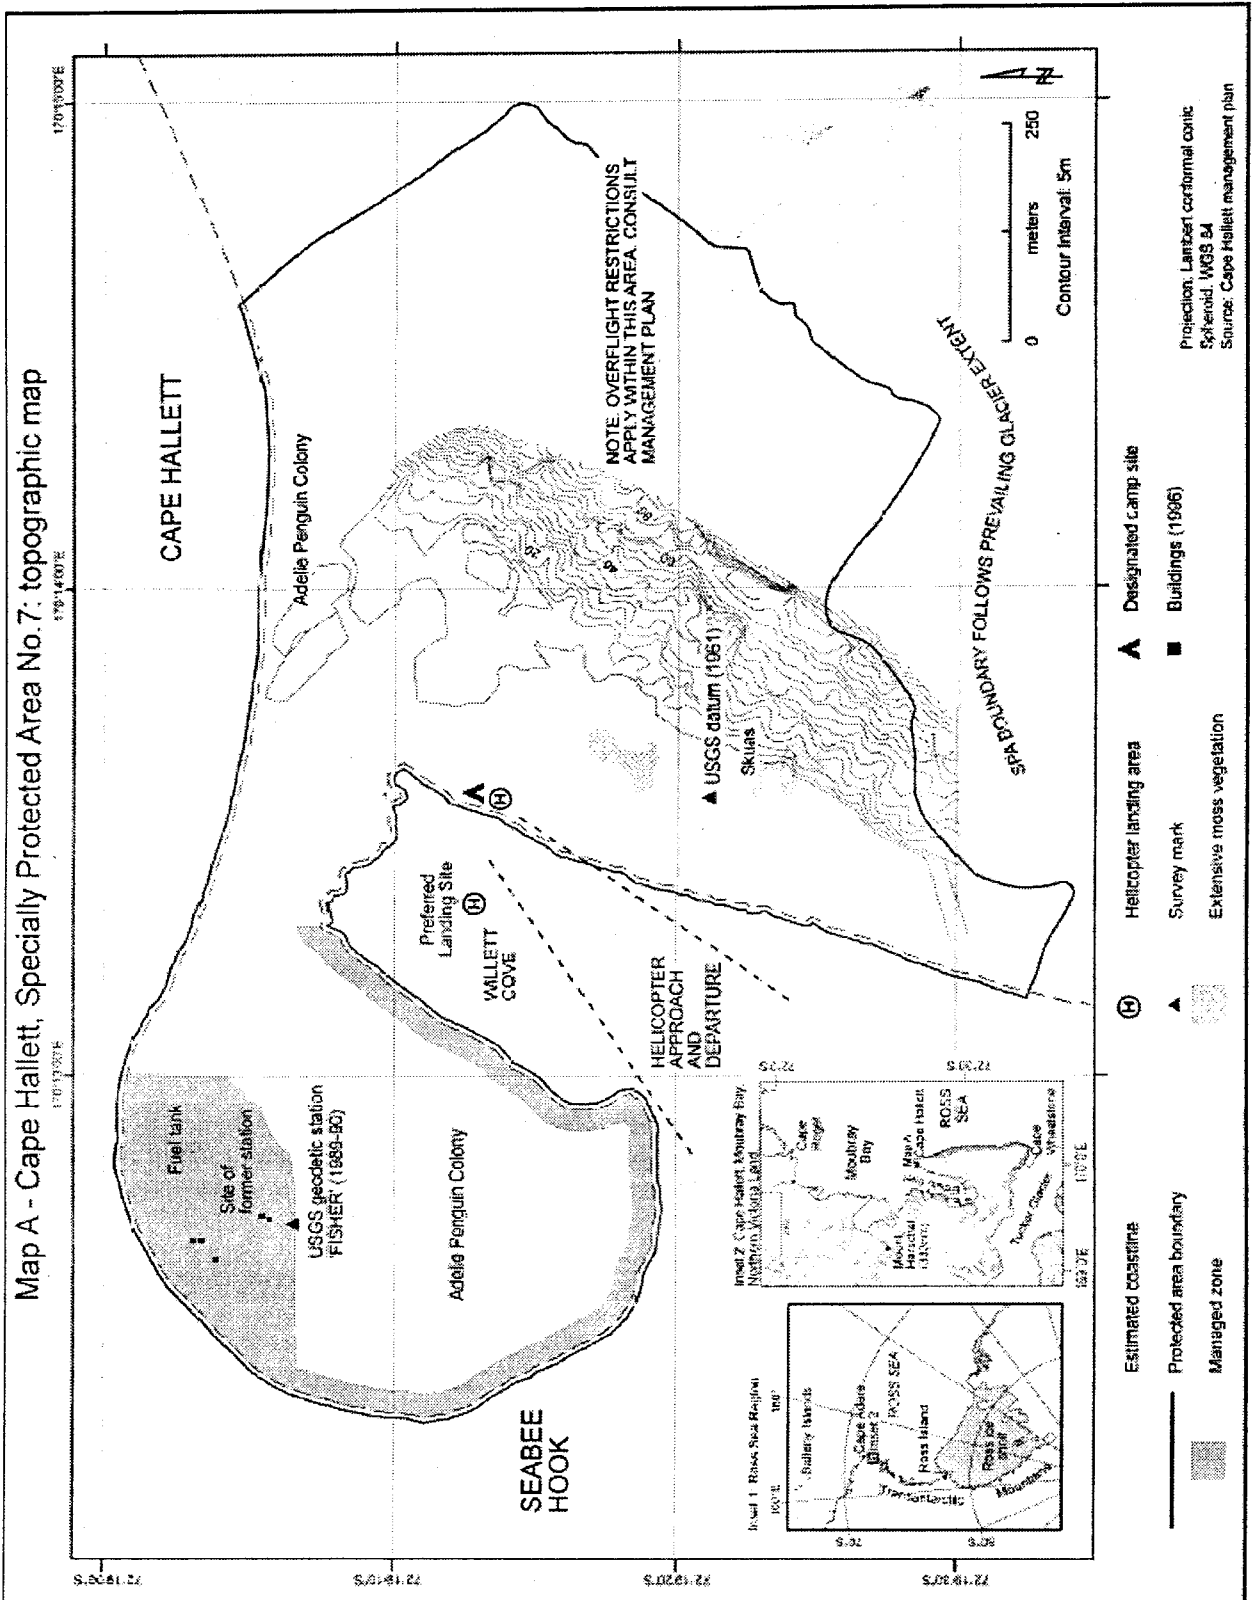 Map A - Cape Hallett, Specially Protected Area No.7: topographic map
CAPE HALLETT
Adelie Penguin Colony
NOTE. OVERFLIGHT RESTRICTIONS
APPLY WITHIN THIS AREA. CONSULT
MANAGEMENT PLAN
0
250
meters
Contour Interval: 5m
Fuel tank
Site of
former station
USGS geodetic station
'FISHER' (1989-90)
Adelie Penguin Colony
SEABEE
HOOK
Preferred
Landing Site
H
H
WILLETT
COVE
HELICOPTER
APPROACH
AND
DEPARTURE
USGS datum (1961)
Skuas
SPA BOUNDARY FOLLOWS PREVAILING GLACIER EXTENT
Inset 1: Ross Sea Region
Balleny Islands
Cape Adare
Inset 2
ROSS SEA
Ross Island
Ross Ice
Shelf
Transantarctic
Mountains
160°E
180°
70°S
80°S
Inset 2: Cape Hallett, Moubray Bay,
Northern Victoria Land
Moubray
Bay
Map A
Cape Hallett
ROSS
SEA
Mount
Herschel
Tucker Glacier
Cape
Wheatstone
Estimated coastline
Protected area boundary
Managed zone
H
Helicopter landing area
Survey mark
Extensive moss vegetation
Designated camp site
Buildings (1996)
Projection: Lambert conformal conic
Spheroid: WGS 84
Source: Cape Hallett management plan